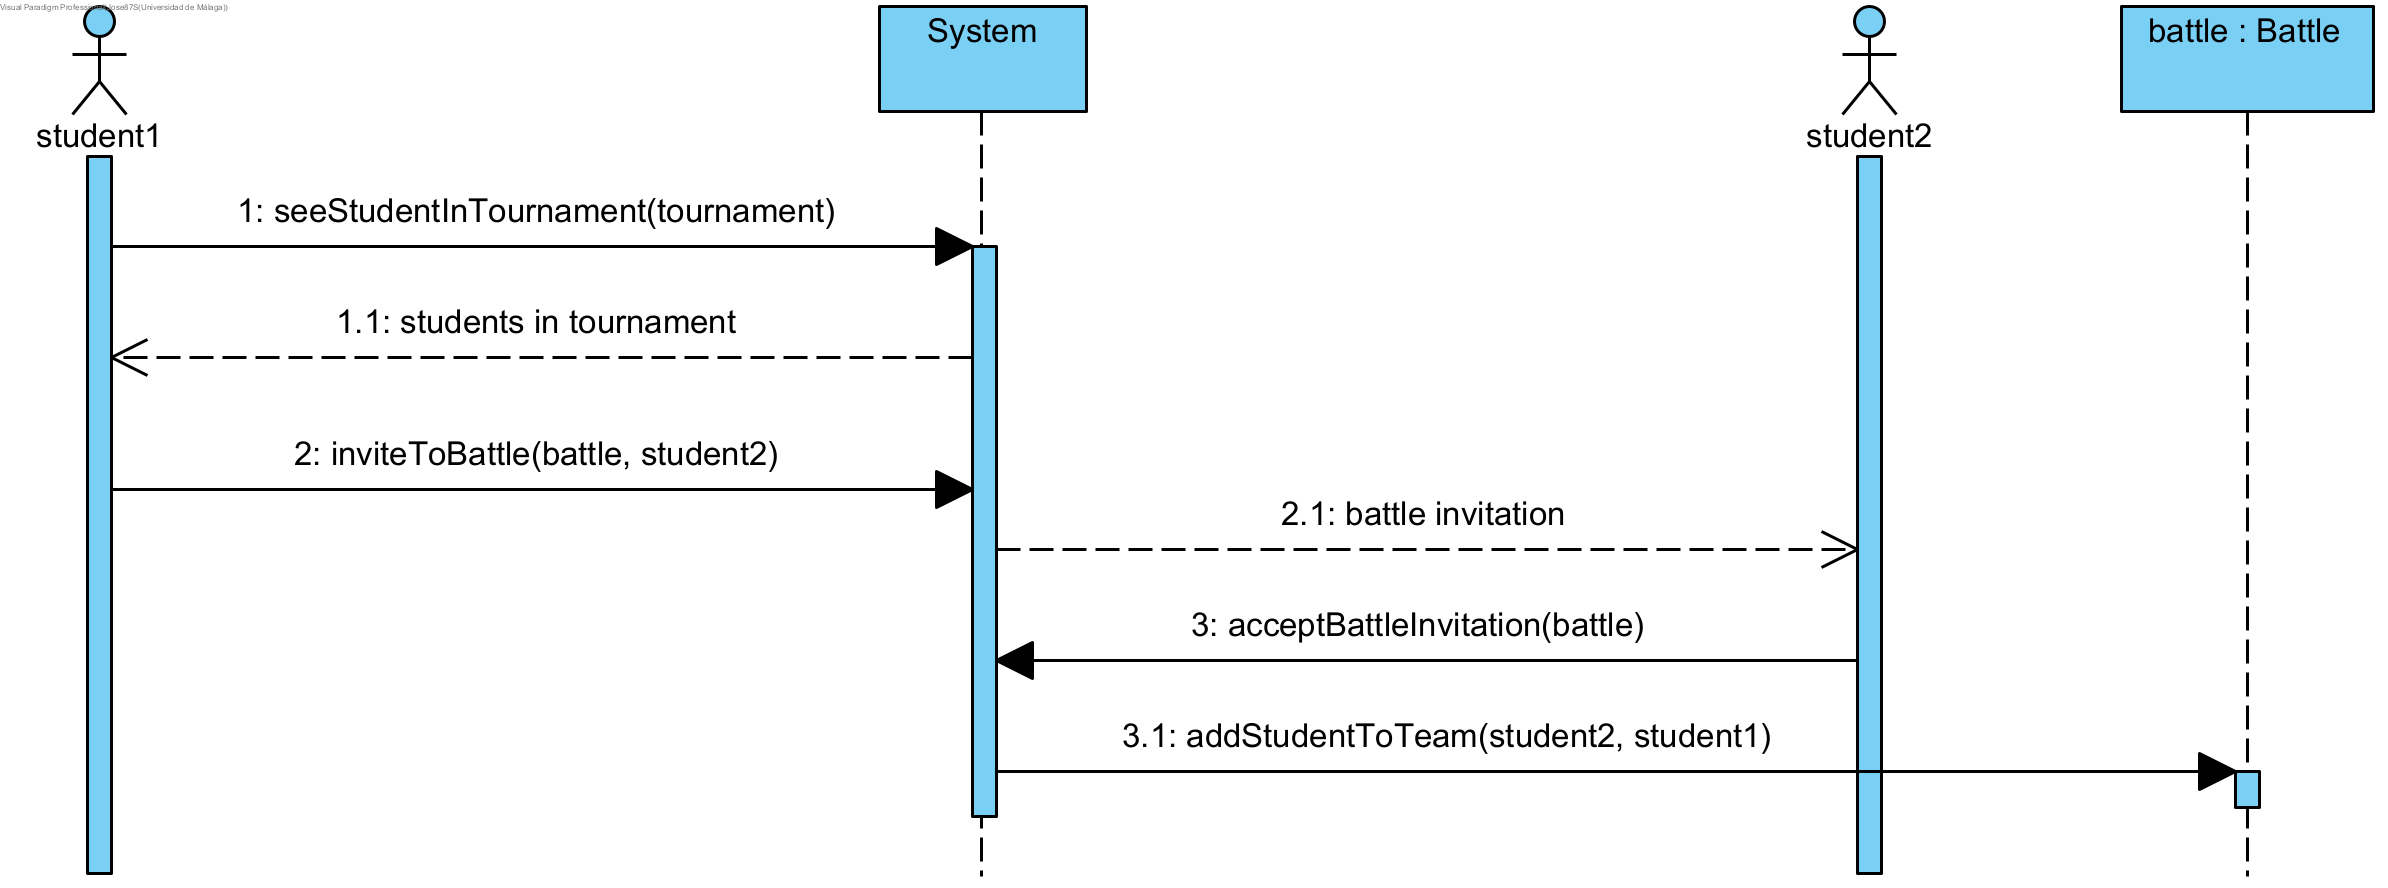 Visual Paradigm Professional(Jose87S(Universidad de Málaga))
System
battle : Battle
student1
student2
1: seeStudentInTournament(tournament)
1.1: students in tournament
2: inviteToBattle(battle, student2)
2.1: battle invitation
3: acceptBattleInvitation(battle)
3.1: addStudentToTeam(student2, student1)